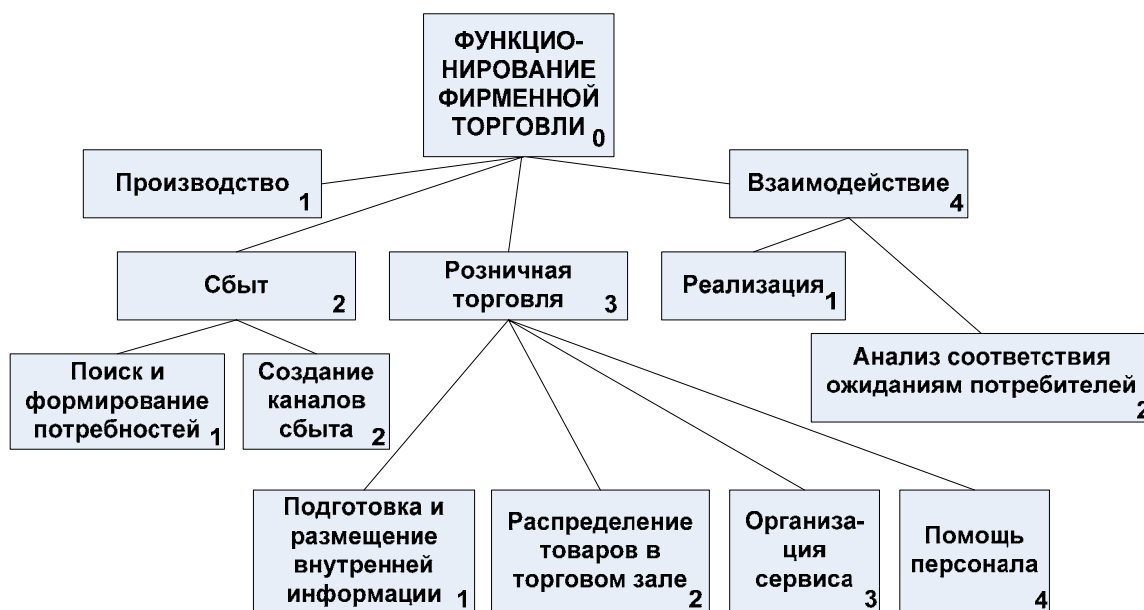 ФУНКЦИО-
НИРОВАНИЕ
ФИРМЕННОЙ
ТОРГОВЛИ 0
Производство
1
Взаимодействие
4
Сбыт
2
Розничная
торговля 3
Реализация 1
Поиск и
формирование
потребностей 1
Создание
каналов
сбыта 2
Анализ соответствия
ожиданиям потребителей
2
Подготовка и
размещение
внутренней
информации 1
Распределение
товаров в
торговом зале 2
Организа-
ция
сервиса 3
Помощь
персонала
4